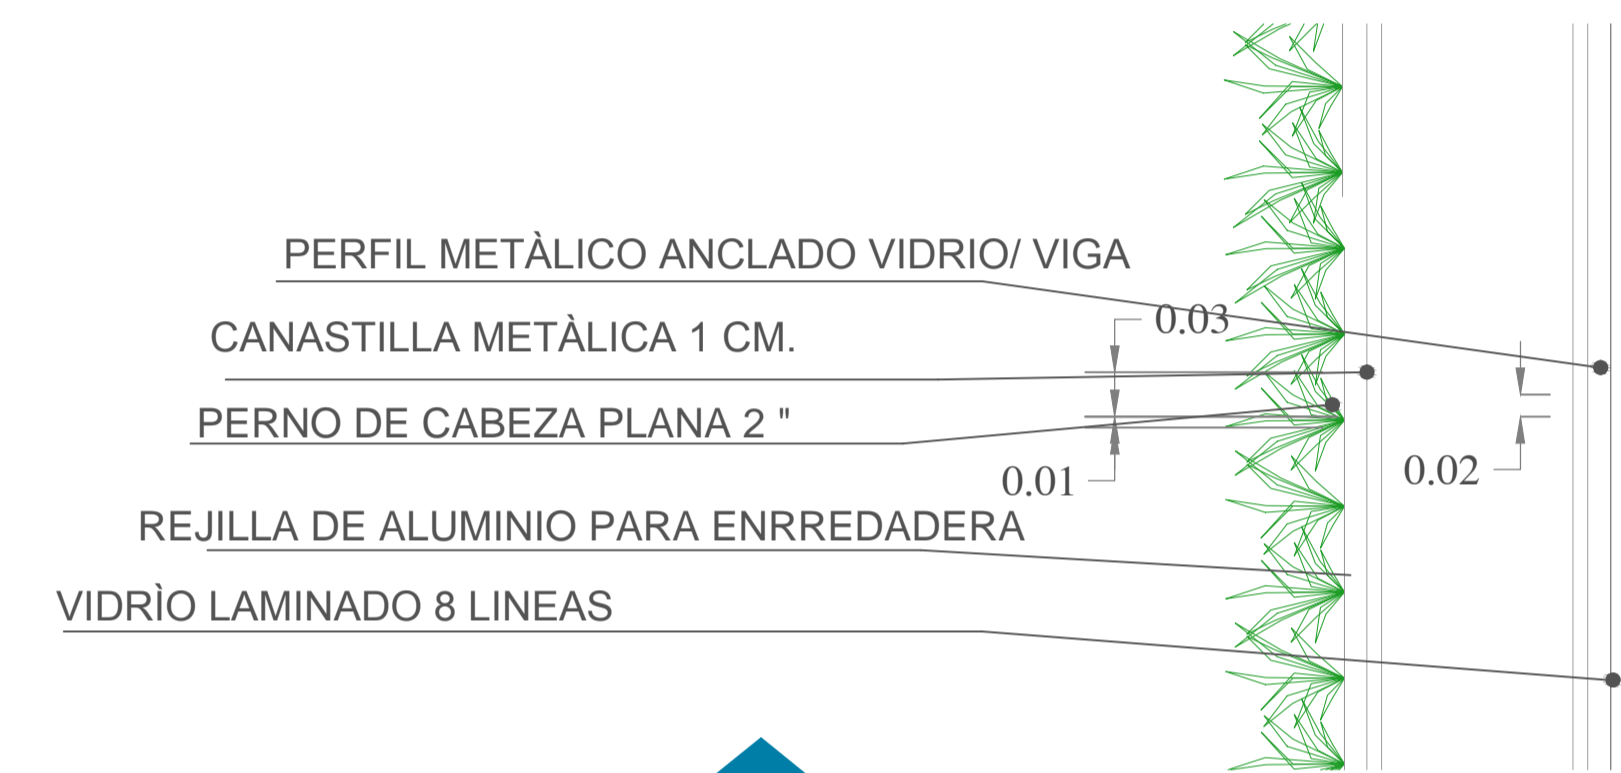 PERFIL METÀLICO ANCLADO VIDRIO/ VIGA
0.03
CANASTILLA METÀLICA 1 CM.
PERNO DE CABEZA PLANA 2 "
0.01
0.02
REJILLA DE ALUMINIO PARA ENRREDADERA
VIDRÌO LAMINADO 8 LINEAS